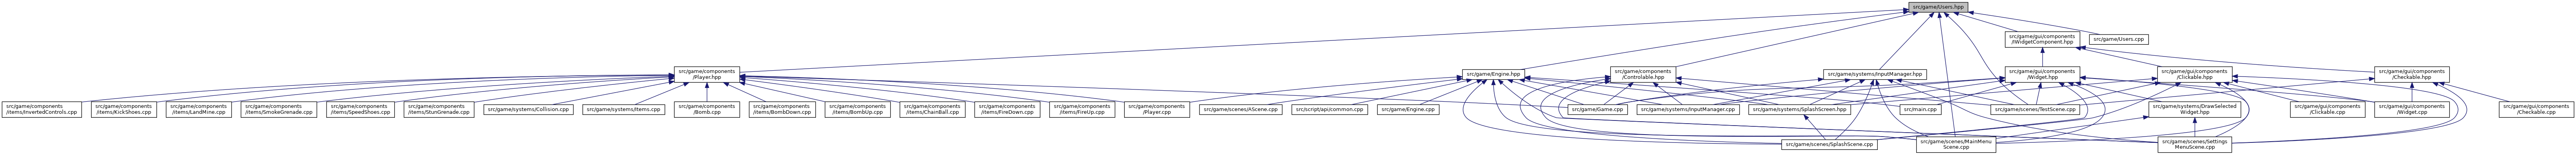 src/game/Users.hpp
src/game/gui/components
/IWidgetComponent.hpp
src/game/Users.cpp
src/game/components
/Player.hpp
src/game/Engine.hpp
src/game/components
/Controlable.hpp
src/game/systems/InputManager.hpp
src/game/gui/components
/Widget.hpp
src/game/gui/components
/Clickable.hpp
src/game/gui/components
/Checkable.hpp
src/game/components
/items/InvertedControls.cpp
src/game/components
/items/KickShoes.cpp
src/game/components
/items/LandMine.cpp
src/game/components
/items/SmokeGrenade.cpp
src/game/components
/items/SpeedShoes.cpp
src/game/components
/items/StunGrenade.cpp
src/game/systems/Collision.cpp
src/game/systems/Items.cpp
src/game/components
/Bomb.cpp
src/game/components
/items/BombDown.cpp
src/game/components
/items/BombUp.cpp
src/game/components
/items/ChainBall.cpp
src/game/components
/items/FireDown.cpp
src/game/components
/items/FireUp.cpp
src/game/components
/Player.cpp
src/game/scenes/AScene.cpp
src/script/api/common.cpp
src/game/Engine.cpp
src/game/Game.cpp
src/game/systems/InputManager.cpp
src/game/systems/SplashScreen.hpp
src/main.cpp
src/game/scenes/TestScene.cpp
src/game/systems/DrawSelected
Widget.hpp
src/game/gui/components
/Clickable.cpp
src/game/gui/components
/Widget.cpp
src/game/gui/components
/Checkable.cpp
src/game/scenes/SplashScene.cpp
src/game/scenes/MainMenu
Scene.cpp
src/game/scenes/Settings
MenuScene.cpp